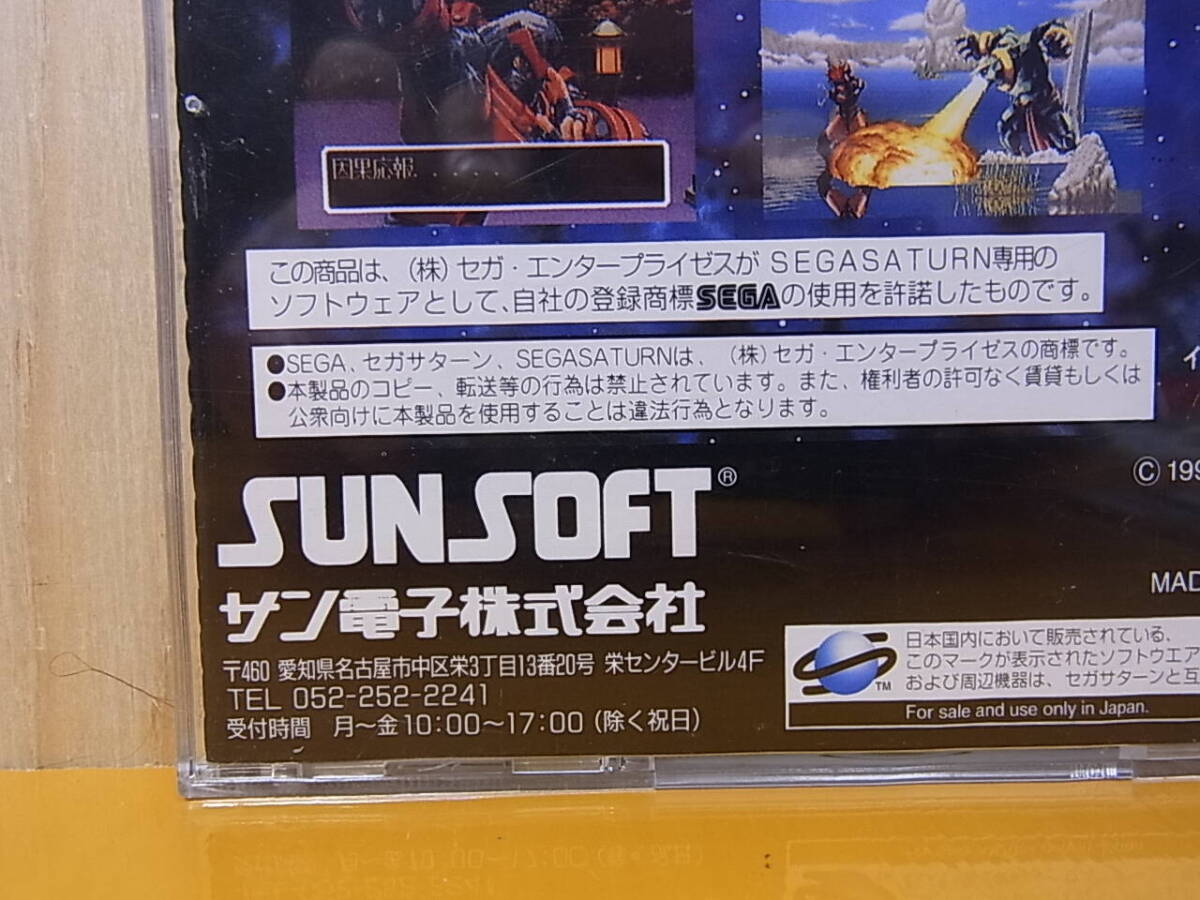 因果応報......
この商品は、(株)セガ・エンタープライゼスが SEGASATURN専用の
ソフトウェアとして、自社の登録商標SEGAの使用を許諾したものです。
●SEGA、セガサターン、SEGASATURNは、(株)セガ・エンタープライゼスの商標です。
●本製品のコピー、転送等の行為は禁止されています。また、権利者の許可なく賃貸もしくは
公衆向けに本製品を使用することは違法行為となります。
イ
© 199
SUNSOFT®
MAD
サン電子株式会社
〒460 愛知県名古屋市中区栄3丁目13番20号 栄センタービル4F
TEL 052-252-2241
受付時間 月〜金10:00〜17:00(除く祝日)
TM
日本国内において販売されている、
このマークが表示されたソフトウエア
および周辺機器は、セガサターンと互
For sale and use only in Japan.